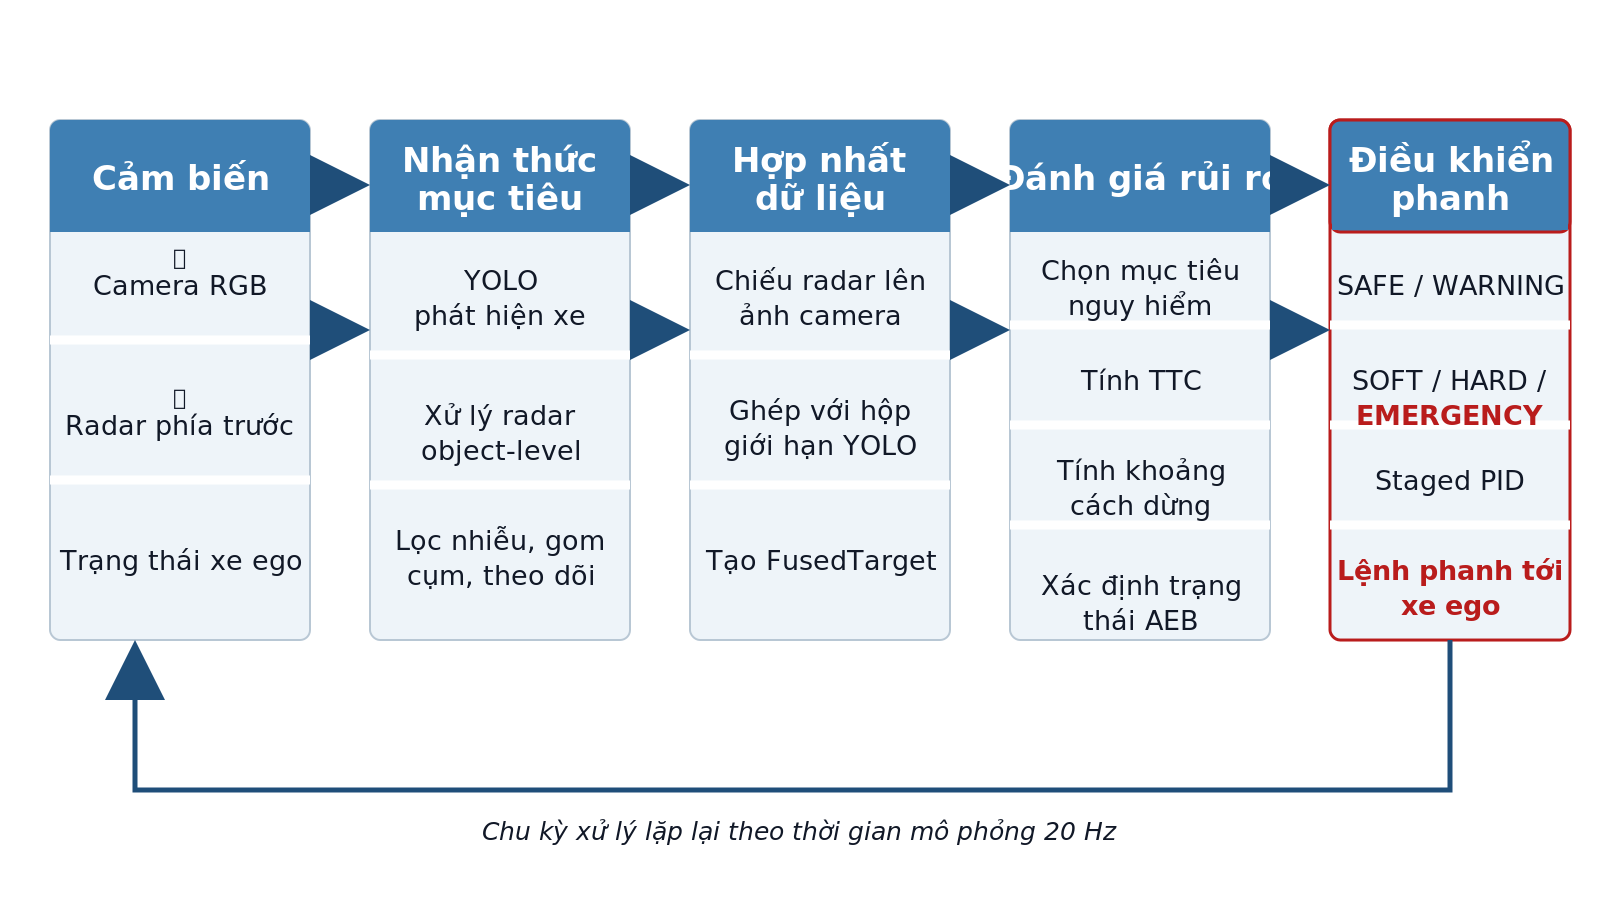 Cảm biến
Camera RGB
Radar phía trước
Trạng thái xe ego
Nhận thức
mục tiêu
YOLO
phát hiện xe
Xử lý radar
object-level
Lọc nhiễu, gom
cụm, theo dõi
Hợp nhất
dữ liệu
Chiếu radar lên
ảnh camera
Ghép với hộp
giới hạn YOLO
Tạo FusedTarget
Đánh giá rủi ro
Chọn mục tiêu
nguy hiểm
Tính TTC
Tính khoảng
cách dừng
Xác định trạng
thái AEB
Điều khiển
phanh
SAFE / WARNING
SOFT / HARD /
EMERGENCY
Staged PID
Lệnh phanh tới
xe ego
Chu kỳ xử lý lặp lại theo thời gian mô phỏng 20 Hz